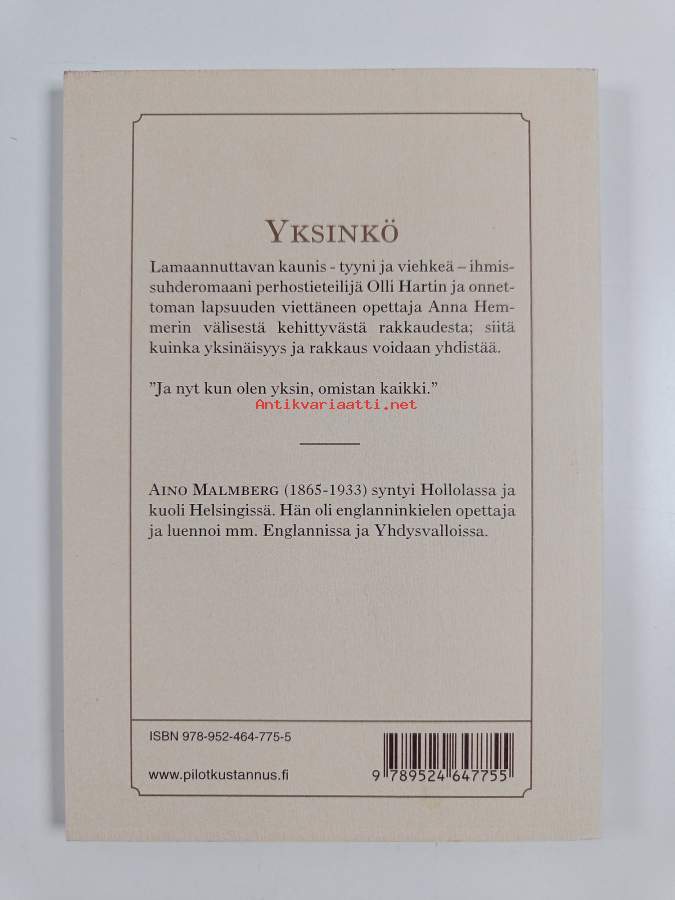 YKSINKÖ
Lamaannuttavan kaunis - tyyni ja viehkeä – ihmis-
suhderomaani perhostieteilijä Olli Hartin ja onnet-
toman lapsuuden viettäneen opettaja Anna Hem-
merin välisestä kehittyvästä rakkaudesta; siitä
kuinka yksinäisyys ja rakkaus voidaan yhdistää.
”Ja nyt kun olen yksin, omistan kaikki.”
Antikvariaatti.net
AINO MALMBERG (1865-1933) syntyi Hollolassa ja
kuoli Helsingissä. Hän oli englanninkielen opettaja
ja luennoi mm. Englannissa ja Yhdysvalloissa.
ISBN 978-952-464-775-5
www.pilotkustannus.fi
9 789524 647755